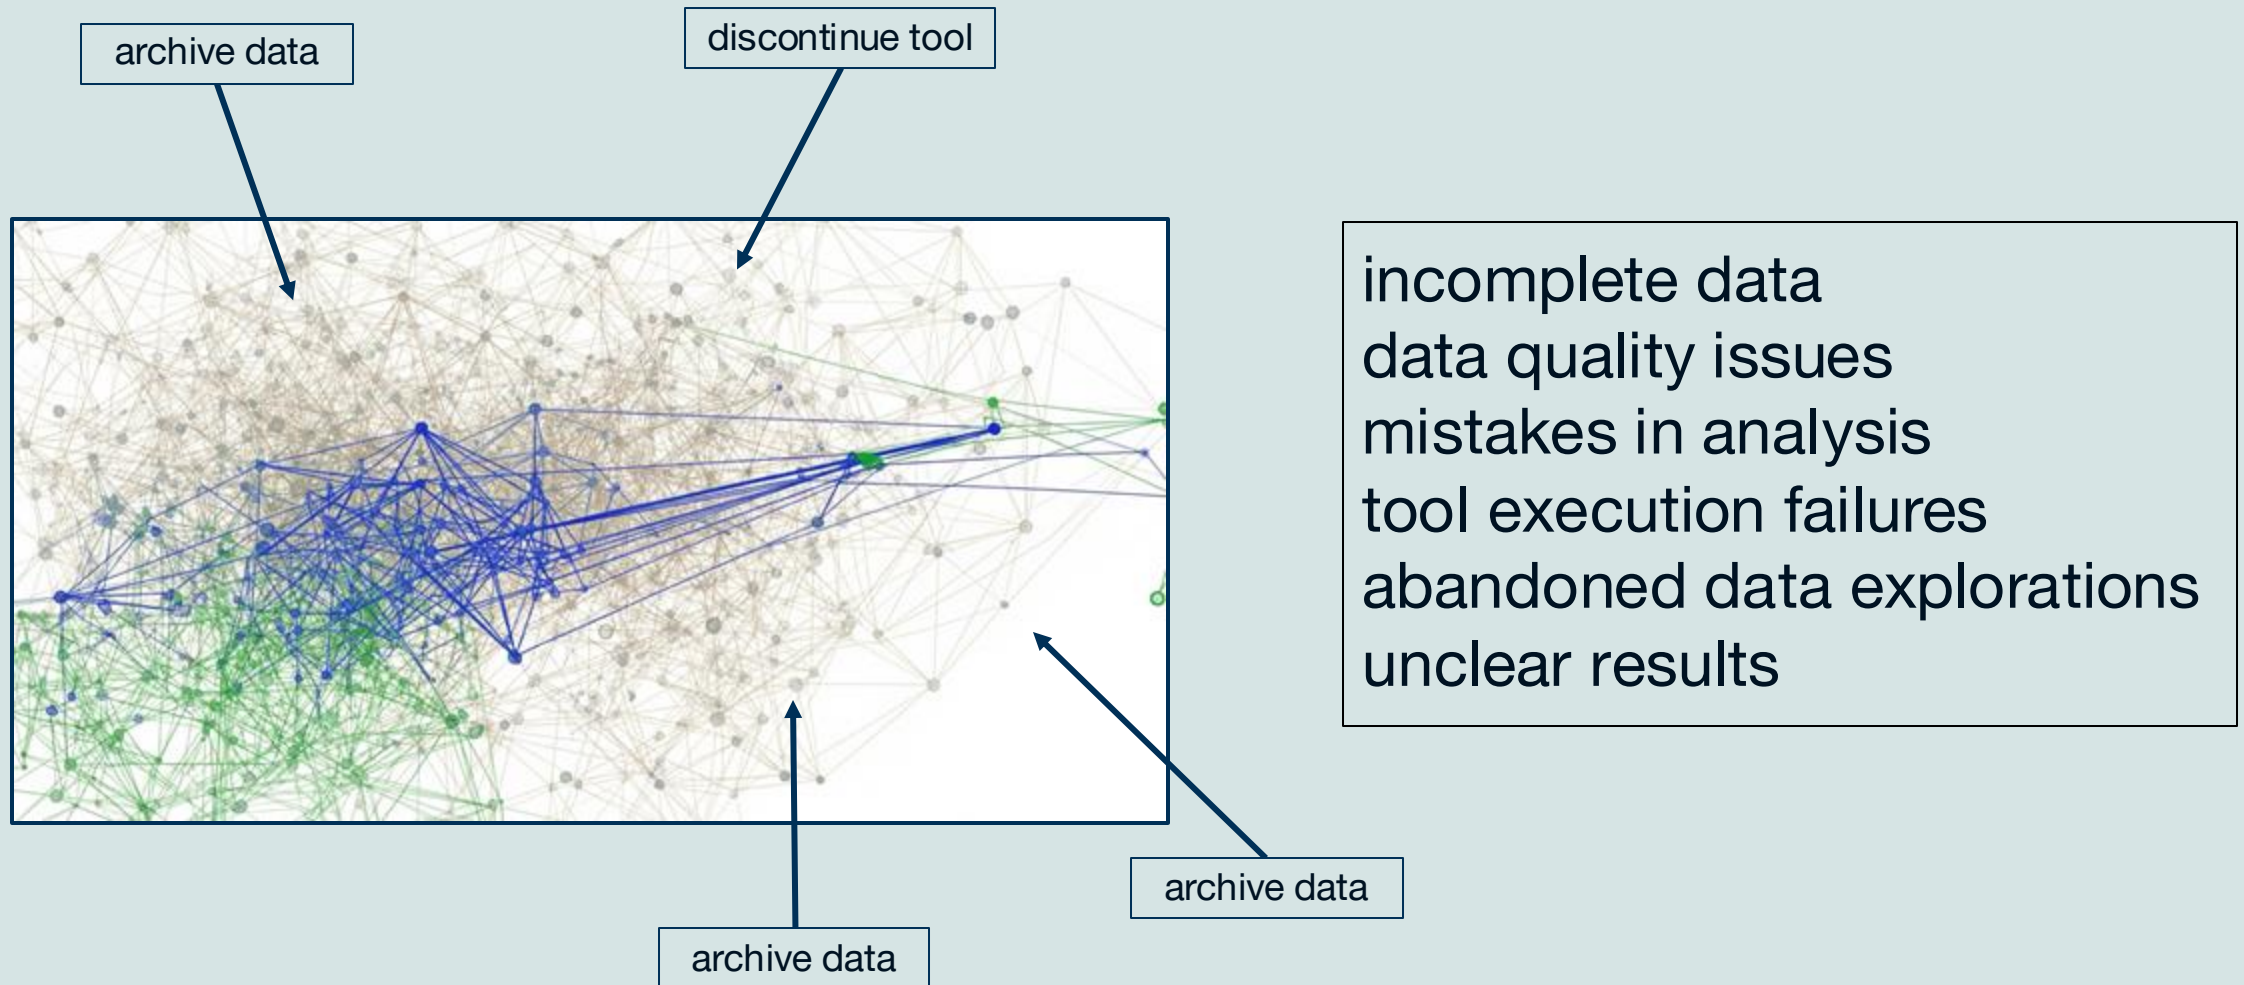 archive data
discontinue tool
incomplete data
data quality issues
mistakes in analysis
tool execution failures
abandoned data explorations
unclear results
archive data
archive data